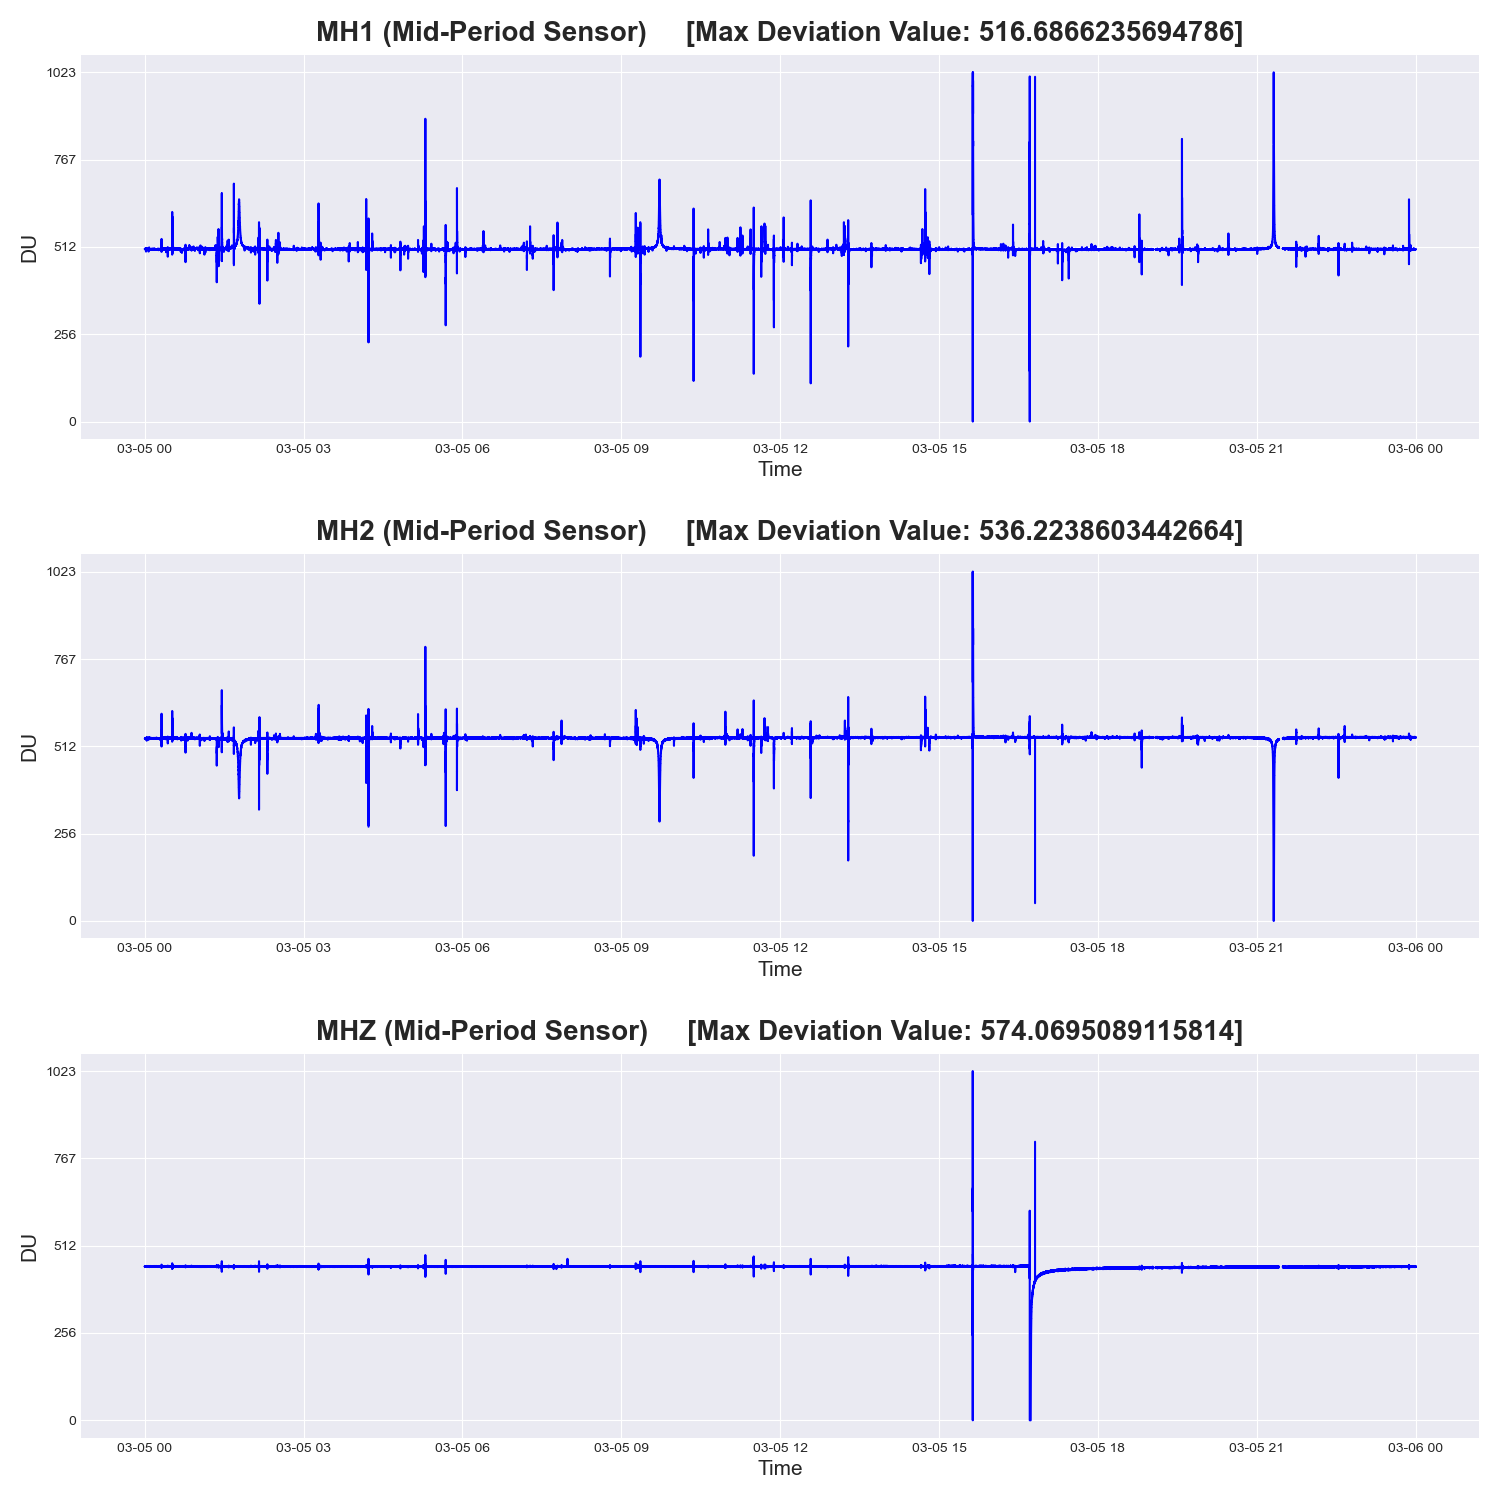 MH1 (Mid-Period Sensor) [Max Deviation Value: 516.6866235694786]
1023
767
512
256
0
DU
03-05 00 03-05 03 03-05 06 03-05 09 03-05 12 03-05 15 03-05 18 03-05 21 03-06 00
Time
MH2 (Mid-Period Sensor) [Max Deviation Value: 536.2238603442664]
1023
767
512
256
0
DU
03-05 00 03-05 03 03-05 06 03-05 09 03-05 12 03-05 15 03-05 18 03-05 21 03-06 00
Time
MHZ (Mid-Period Sensor) [Max Deviation Value: 574.0695089115814]
1023
767
512
256
0
DU
03-05 00 03-05 03 03-05 06 03-05 09 03-05 12 03-05 15 03-05 18 03-05 21 03-06 00
Time